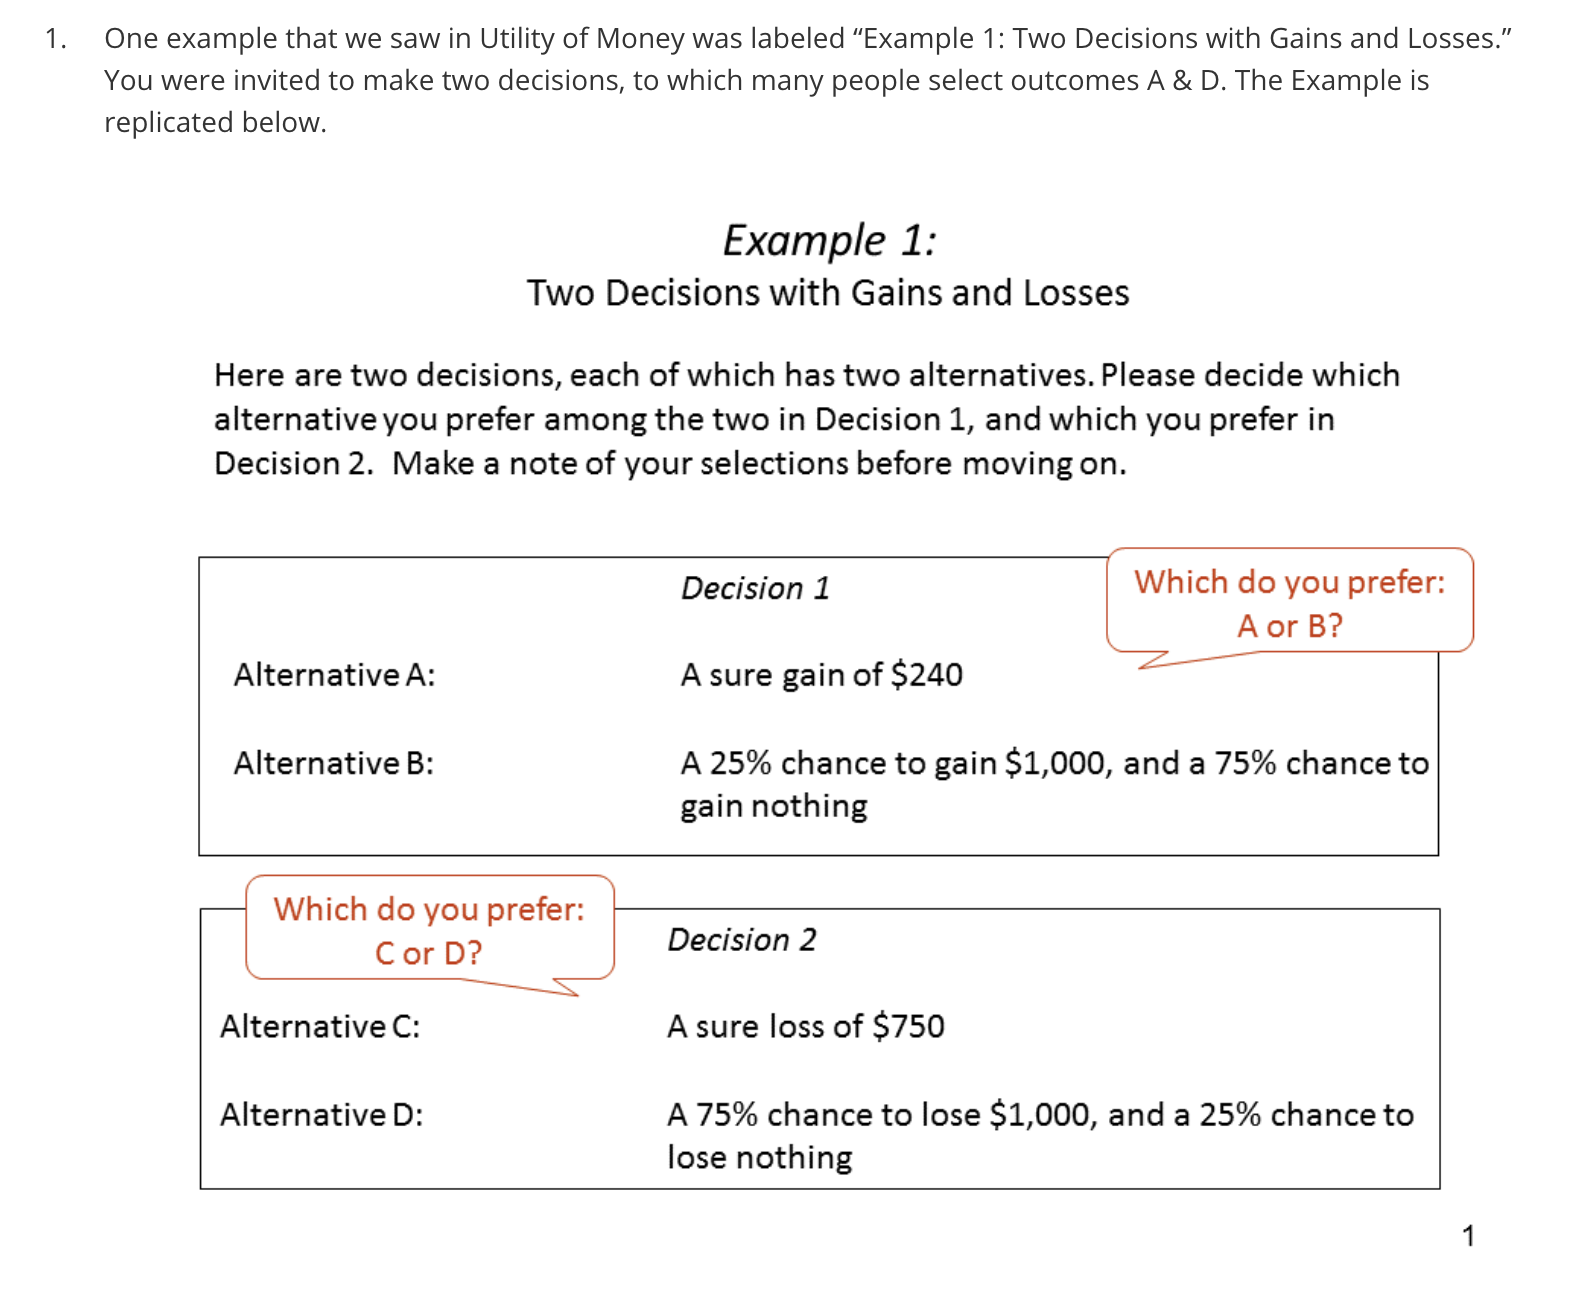 1. One example that we saw in Utility of Money was labeled “Example 1: Two Decisions with Gains and Losses.”
You were invited to make two decisions, to which many people select outcomes A & D. The Example is
replicated below.
Example 1:
Two Decisions with Gains and Losses
Here are two decisions, each of which has two alternatives. Please decide which
alternative you prefer among the two in Decision 1, and which you prefer in
Decision 2. Make a note of your selections before moving on.
Decision 1
Which do you prefer:
A or B?
Alternative A: A sure gain of $240
Alternative B: A 25% chance to gain $1,000, and a 75% chance to
gain nothing
Which do you prefer:
C or D?
Decision 2
Alternative C: A sure loss of $750
Alternative D: A 75% chance to lose $1,000, and a 25% chance to
lose nothing
1